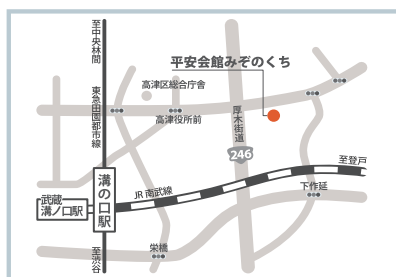 至中央林間
東急田園都市線
高津区総合庁舎
高津役所前
平安会館みぞのくち
厚木街道
246
至登戸
JR 南武線
下作延
溝の口駅
武蔵
溝ノ口駅
栄橋
至渋谷